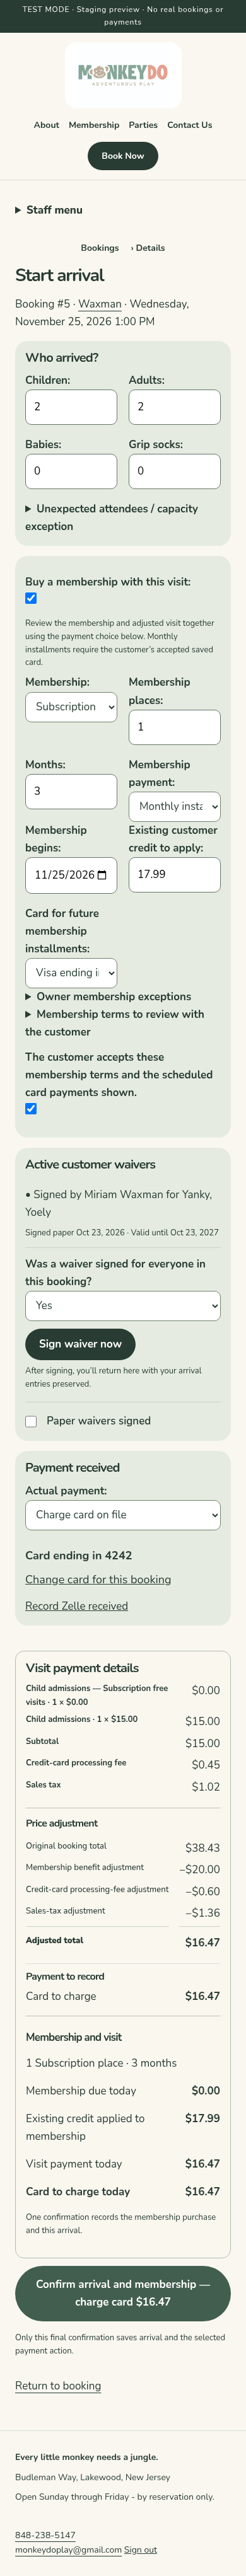 TEST MODE · Staging preview · No real bookings or
payments
MONKEYDO
ADVENTUROUS PLAY
About Membership Parties Contact Us
Book Now
▶ Staff menu
Bookings › Details
Start arrival
Booking #5 · Waxman · Wednesday,
November 25, 2026 1:00 PM
Who arrived?
Children: Adults:
2 2
Babies: Grip socks:
0 0
▶ Unexpected attendees / capacity
exception
Buy a membership with this visit:
Review the membership and adjusted visit together
using the payment choice below. Monthly
installments require the customer's accepted saved
card.
Membership: Membership
places:
Subscription
1
Months: Membership
payment:
3
Monthly insta
Membership
begins:
Existing customer
credit to apply:
11/25/2026 17.99
Card for future
membership
installments:
Visa ending i
▶ Owner membership exceptions
▶ Membership terms to review with
the customer
The customer accepts these
membership terms and the scheduled
card payments shown.
Active customer waivers
• Signed by Miriam Waxman for Yanky,
Yoely
Signed paper Oct 23, 2026 · Valid until Oct 23, 2027
Was a waiver signed for everyone in
this booking?
Yes
Sign waiver now
After signing, you'll return here with your arrival
entries preserved.
Paper waivers signed
Payment received
Actual payment:
Charge card on file
Card ending in 4242
Change card for this booking
Record Zelle received
Visit payment details
Child admissions — Subscription free
visits · 1 × $0.00 $0.00
Child admissions · 1 × $15.00 $15.00
Subtotal $15.00
Credit-card processing fee $0.45
Sales tax $1.02
Price adjustment
Original booking total $38.43
Membership benefit adjustment −$20.00
Credit-card processing-fee adjustment −$0.60
Sales-tax adjustment −$1.36
Adjusted total $16.47
Payment to record
Card to charge $16.47
Membership and visit
1 Subscription place · 3 months
Membership due today $0.00
Existing credit applied to
membership $17.99
Visit payment today $16.47
Card to charge today $16.47
One confirmation records the membership purchase
and this arrival.
Confirm arrival and membership —
charge card $16.47
Only this final confirmation saves arrival and the selected
payment action.
Return to booking
Every little monkey needs a jungle.
Budleman Way, Lakewood, New Jersey
Open Sunday through Friday - by reservation only.
848-238-5147
monkeydoplay@gmail.com Sign out